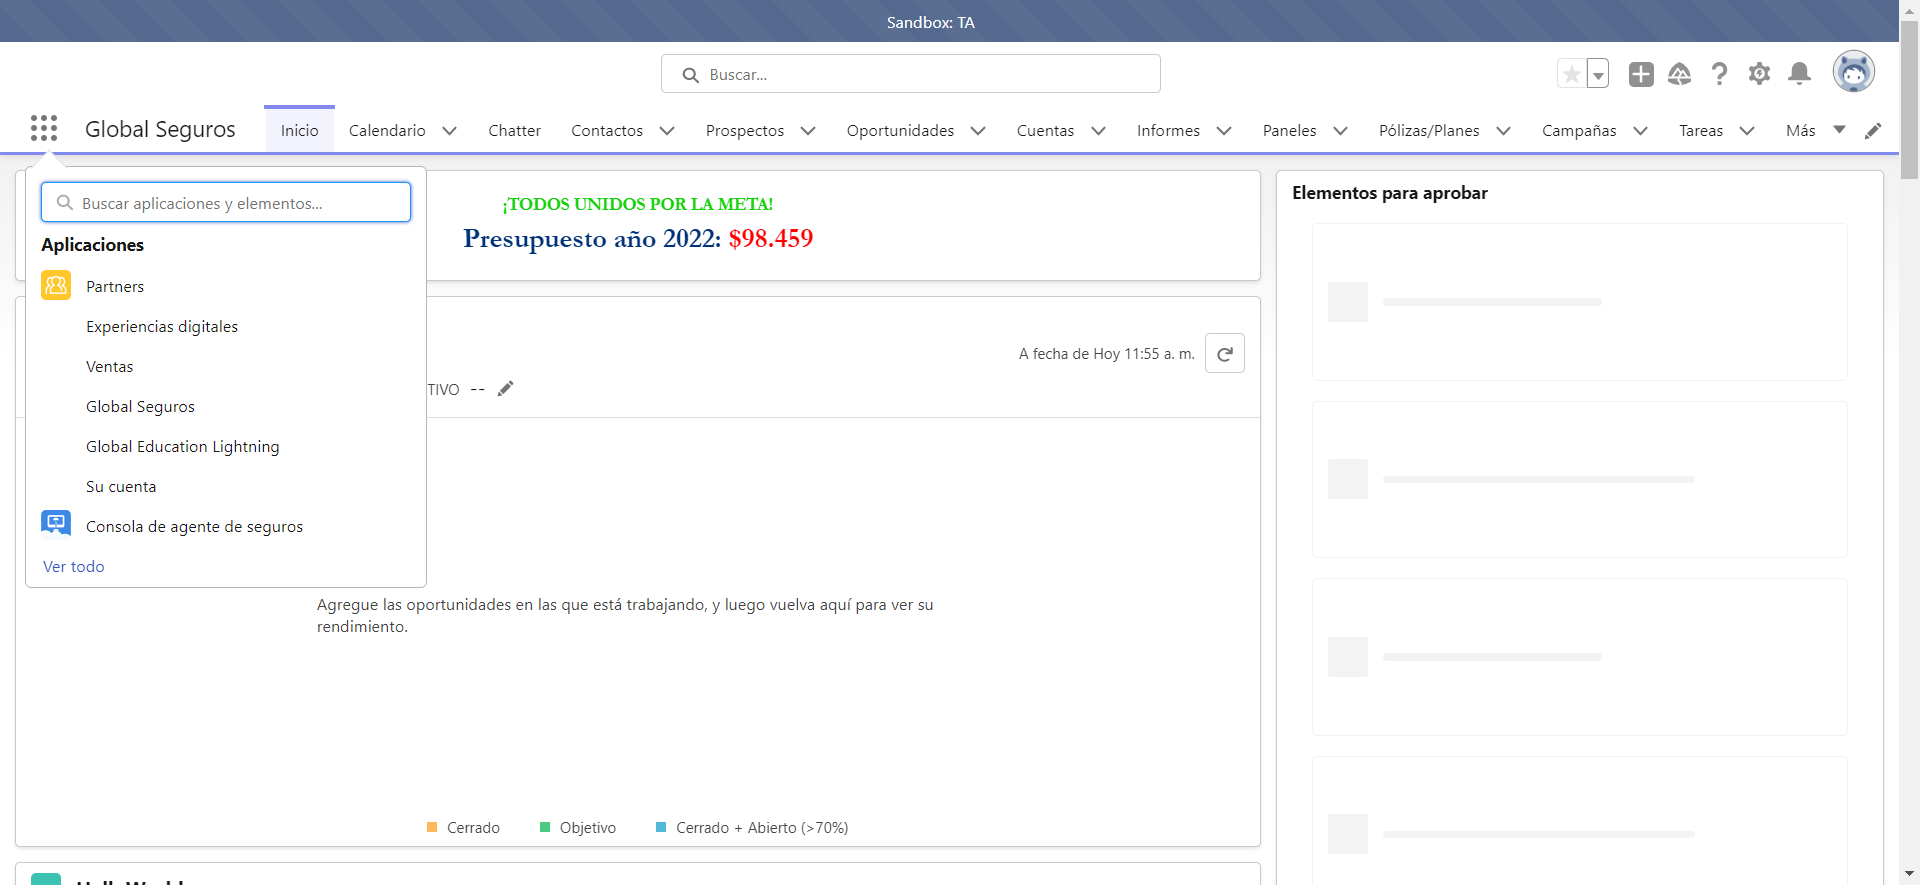 Sandbox: TA
Buscar...
Global Seguros
Inicio
Calendario
Chatter
Contactos
Prospectos
Oportunidades
Cuentas
Informes
Paneles
Pólizas/Planes
Campañas
Tareas
Más
Buscar aplicaciones y elementos...
Aplicaciones
Partners
Experiencias digitales
Ventas
Global Seguros
Global Education Lightning
Su cuenta
Consola de agente de seguros
Ver todo
¡TODOS UNIDOS POR LA META!
Presupuesto año 2022: $98.459
A fecha de Hoy 11:55 a. m.
TIVO --
Agregue las oportunidades en las que está trabajando, y luego vuelva aquí para ver su
rendimiento.
Cerrado
Objetivo
Cerrado + Abierto (>70%)
Elementos para aprobar